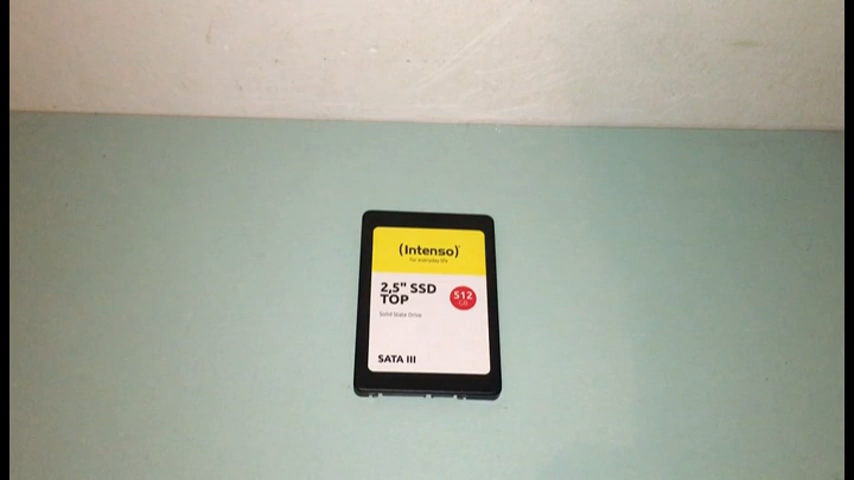 (intenso)
for everyday life
2,5" SSD
TOP
512
GB
Solid State Drive
SATA III